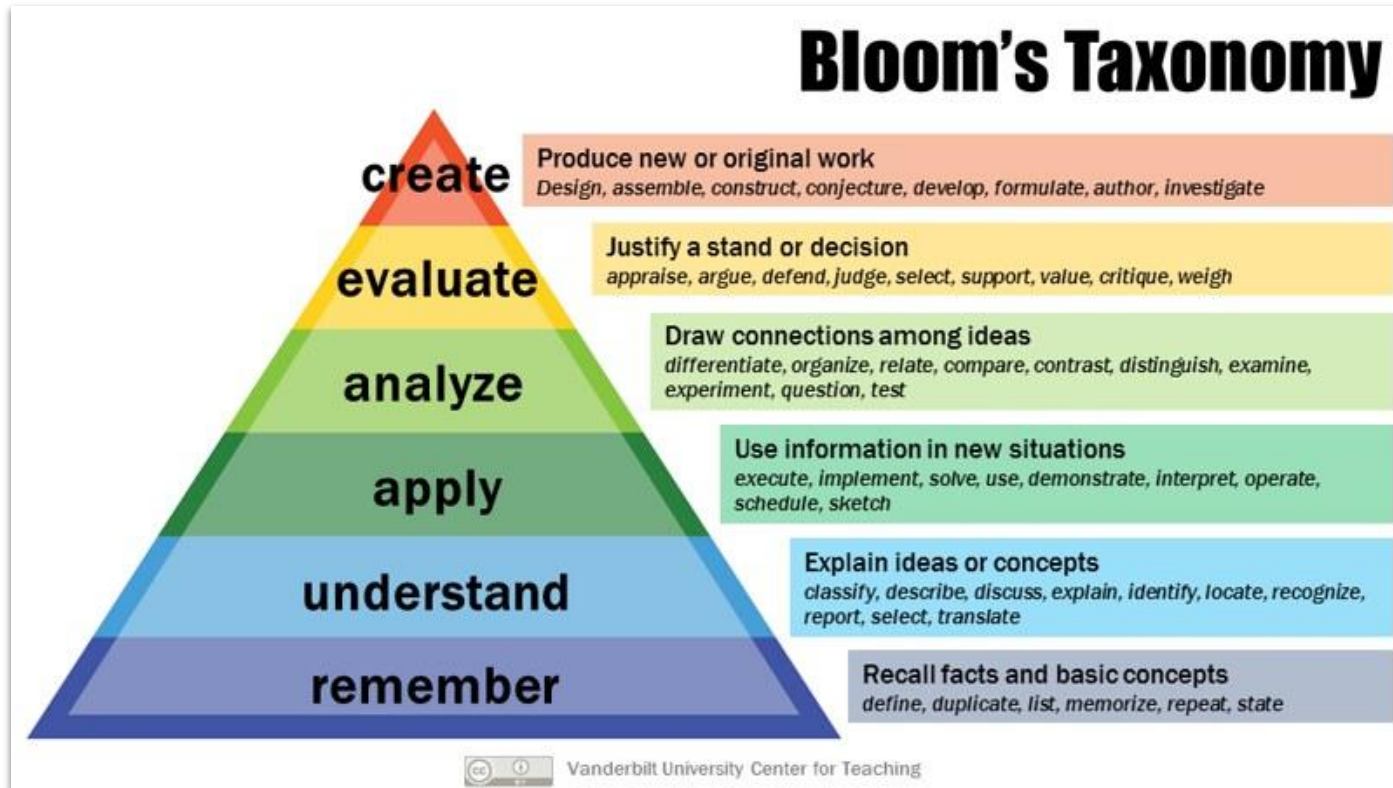 Bloom's Taxonomy
create
Produce new or original work
Design, assemble, construct, conjecture, develop, formulate, author, investigate
evaluate
Justify a stand or decision
appraise, argue, defend, judge, select, support, value, critique, weigh
analyze
Draw connections among ideas
differentiate, organize, relate, compare, contrast, distinguish, examine,
experiment, question, test
apply
Use information in new situations
execute, implement, solve, use, demonstrate, interpret, operate,
schedule, sketch
understand
Explain ideas or concepts
classify, describe, discuss, explain, identify, locate, recognize,
report, select, translate
remember
Recall facts and basic concepts
define, duplicate, list, memorize, repeat, state
cc
Vanderbilt University Center for Teaching